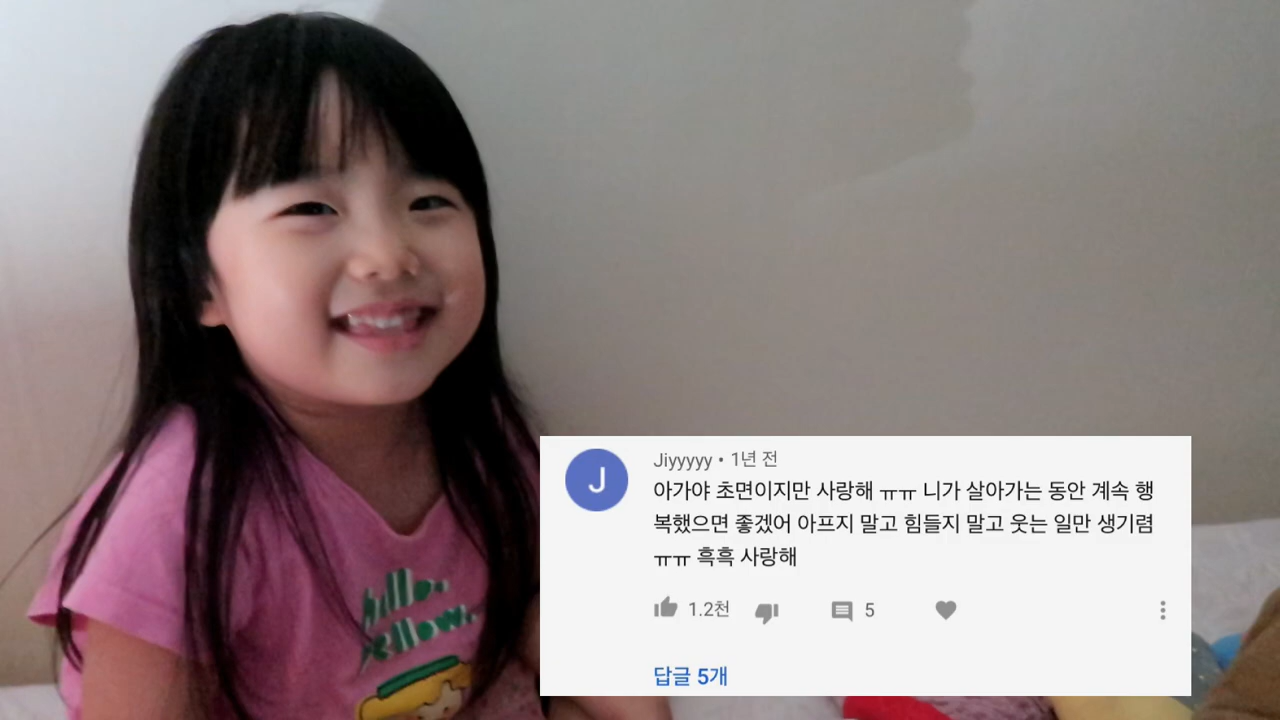 hello.
yellow.
Jiyyyyy • 1년 전
아가야 초면이지만 사랑해 ㅠㅠ 니가 살아가는 동안 계속 행
복했으면 좋겠어 아프지 말고 힘들지 말고 웃는 일만 생기렴
ㅠㅠ 흑흑 사랑해
J
1.2천 5
답글 5개